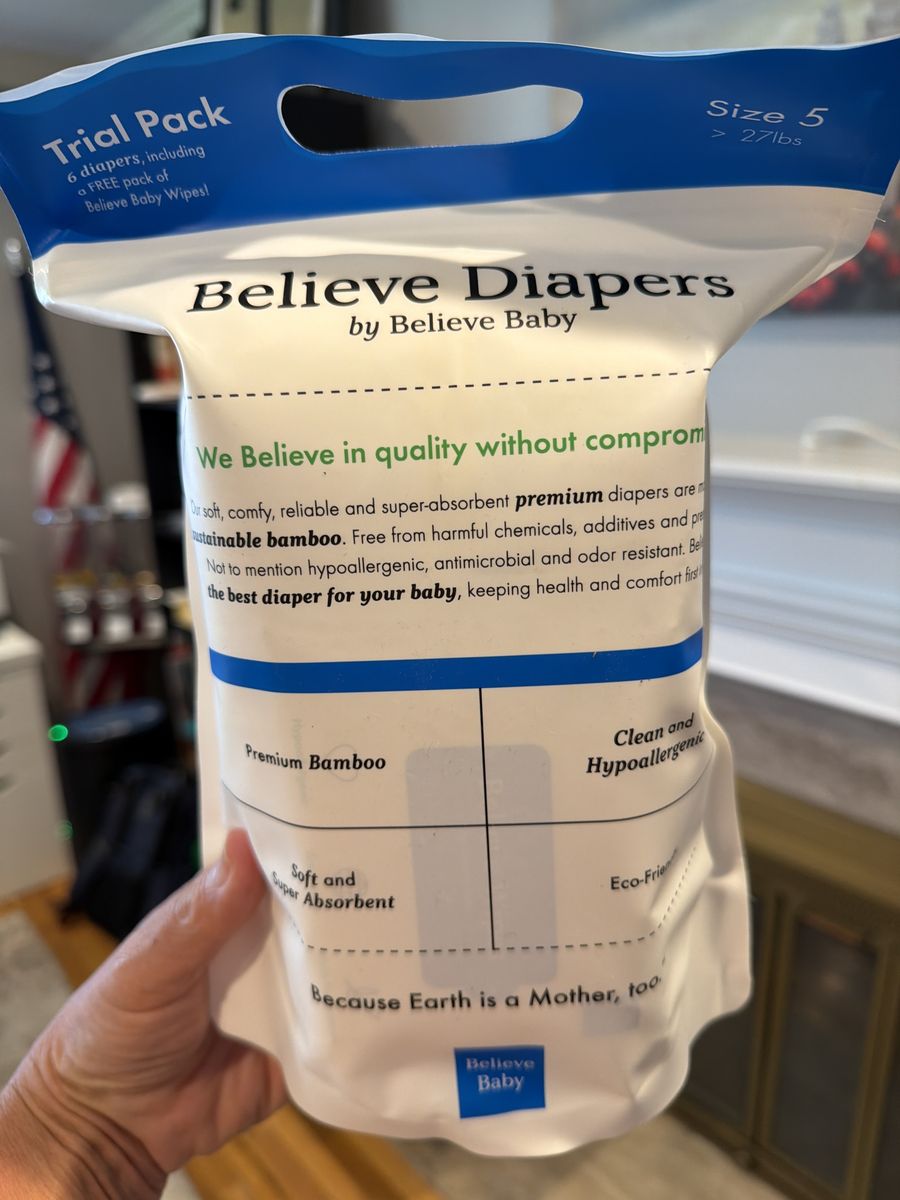 Trial Pack
6 diapers, including
a FREE pack of
Believe Baby Wipes!
Size 5
> 27lbs
Believe Diapers
by Believe Baby
We Believe in quality without comprom
Our soft, comfy, reliable and super-absorbent premium diapers are
sustainable bamboo. Free from harmful chemicals, additives and
Not to mention hypoallergenic, antimicrobial and odor resistant.
the best diaper for your baby, keeping health and comfort first
Premium Bamboo
Clean and
Hypoallergenic
Soft and
Super Absorbent
Eco-Frien
Because Earth is a Mother, too.
Believe
Baby